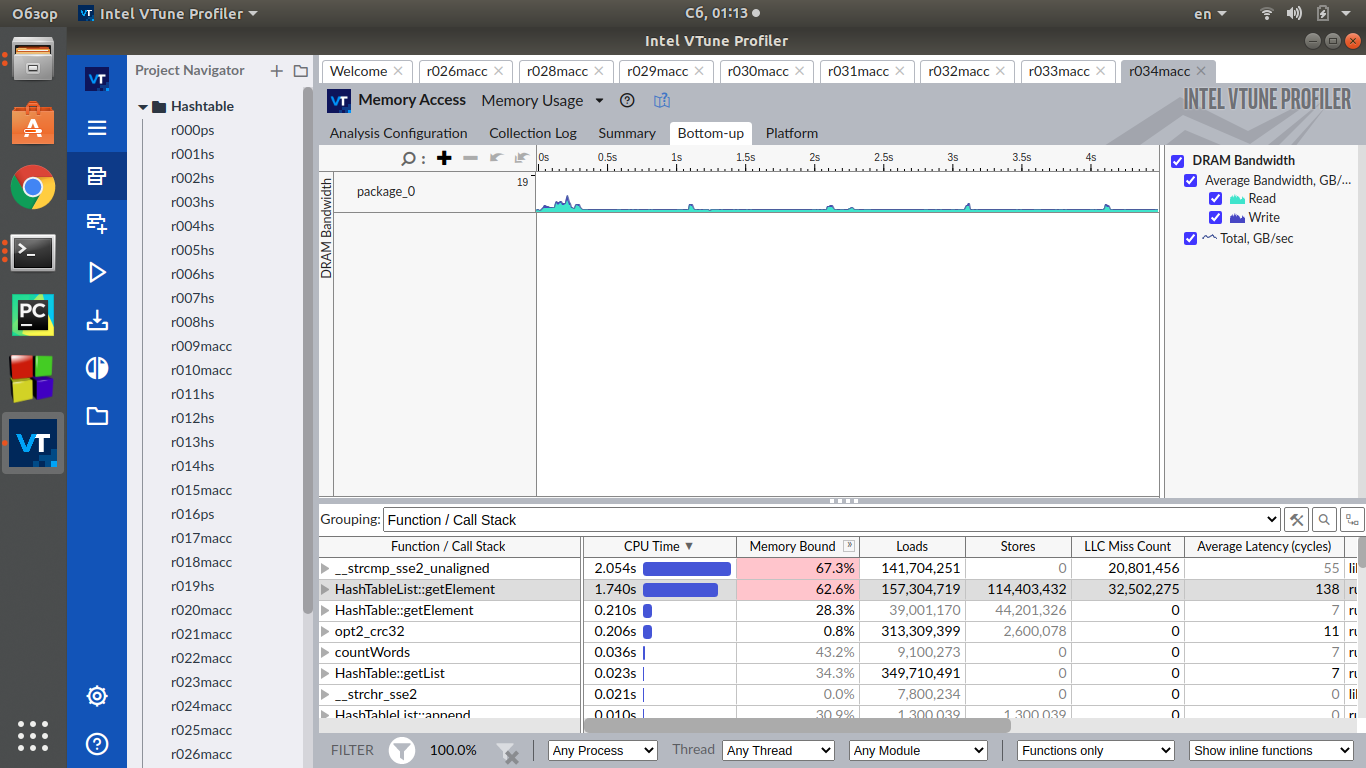 Обзор Intel VTune Profiler Сб, 01:13 en
Intel VTune Profiler
VT Project Navigator Welcome r026macc r028macc r029macc r030macc r031macc r032macc r033macc r034macc
VT Memory Access Memory Usage INTEL VTUNE PROFILER
Analysis Configuration Collection Log Summary Bottom-up Platform
Hashtable
r000ps
r001hs
r002hs
r003hs
r004hs
r005hs
r006hs
r007hs
r008hs
r009macc
r010macc
r011hs
r012hs
r013hs
r014hs
r015macc
r016ps
r017macc
r018macc
r019hs
r020macc
r021macc
r022macc
r023macc
r024macc
r025macc
r026macc
PC
VT
0s 0.5s 1s 1.5s 2s 2.5s 3s 3.5s 4s
DRAM Bandwidth
package_0 19
DRAM Bandwidth
Average Bandwidth, GB/...
Read
Write
Total, GB/sec
Grouping: Function / Call Stack
Function / Call Stack CPU Time Memory Bound Loads Stores LLC Miss Count Average Latency (cycles)
__strcmp_sse2_unaligned 2.054s 67.3% 141,704,251 0 20,801,456 55 lil
HashTableList::getElement 1.740s 62.6% 157,304,719 114,403,432 32,502,275 138 ru
HashTable::getElement 0.210s 28.3% 39,001,170 44,201,326 0 7 ru
opt2_crc32 0.206s 0.8% 313,309,399 2,600,078 0 11 ru
countWords 0.036s 43.2% 9,100,273 0 0 7 ru
HashTable::getList 0.023s 34.3% 349,710,491 0 0 7 ru
__strchr_sse2 0.021s 0.0% 7,800,234 0 0 0 lil
HashTableList::append 0.010s 30.9% 1,300,039 1,300,039 0 0 ru
FILTER 100.0% Any Process Thread Any Thread Any Module Functions only Show inline functions